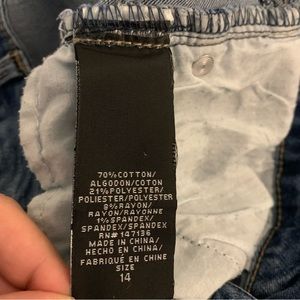 70%COTTON/
ALGODON/COTON
21%POLYESTER/
POLIESTER/POLYESTER
8%RAYON/
RAYON/RAYONNE
1%SPANDEX/
SPANDEX/SPANDEX
RN#147136
MADE IN CHINA/
HECHO EN CHINA/
FABRIQUÉ EN CHINE
SIZE
14